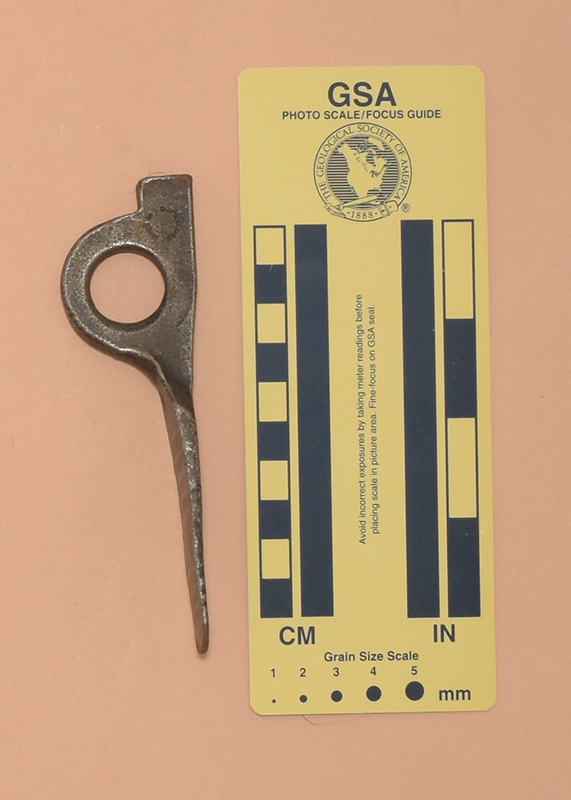 GSA
PHOTO SCALE/FOCUS GUIDE
THE GEOLOGICAL SOCIETY OF AMERICA
·1888·
®
Avoid incorrect exposures by taking meter readings before
placing scale in picture area. Fine-focus on GSA seal.
CM
IN
Grain Size Scale
1 2 3 4 5
mm